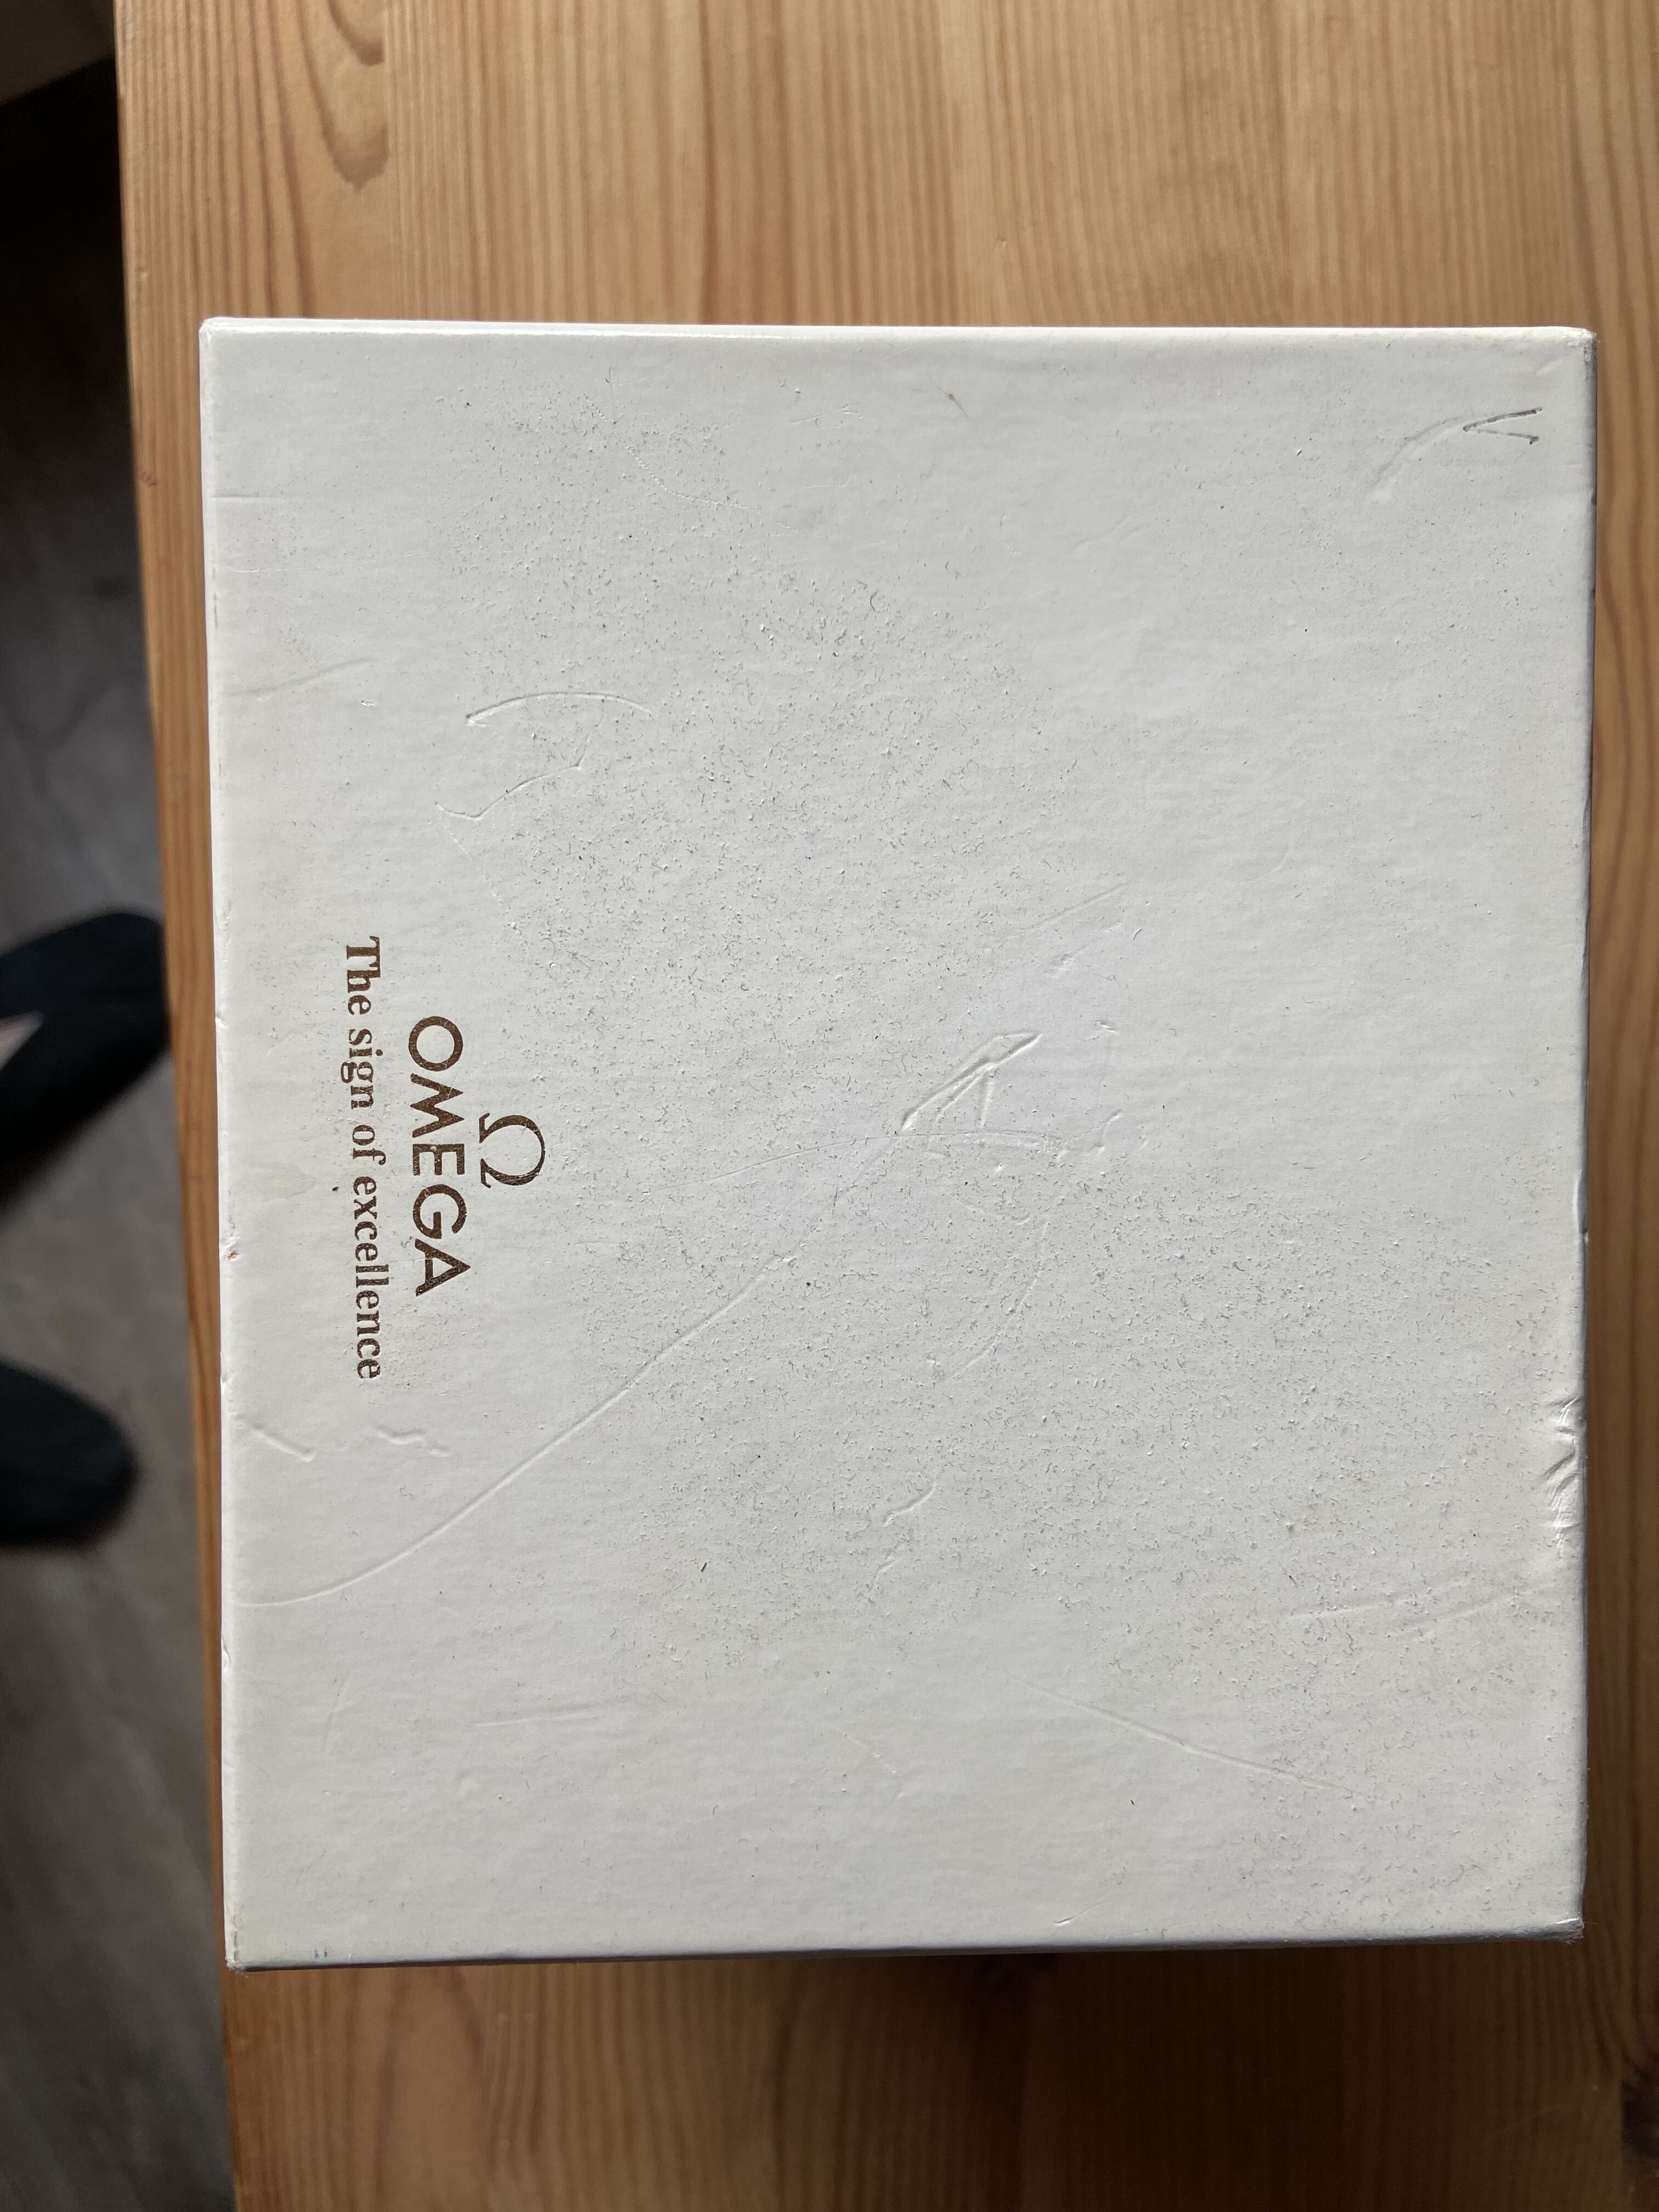 Ω
OMEGA
The sign of excellence